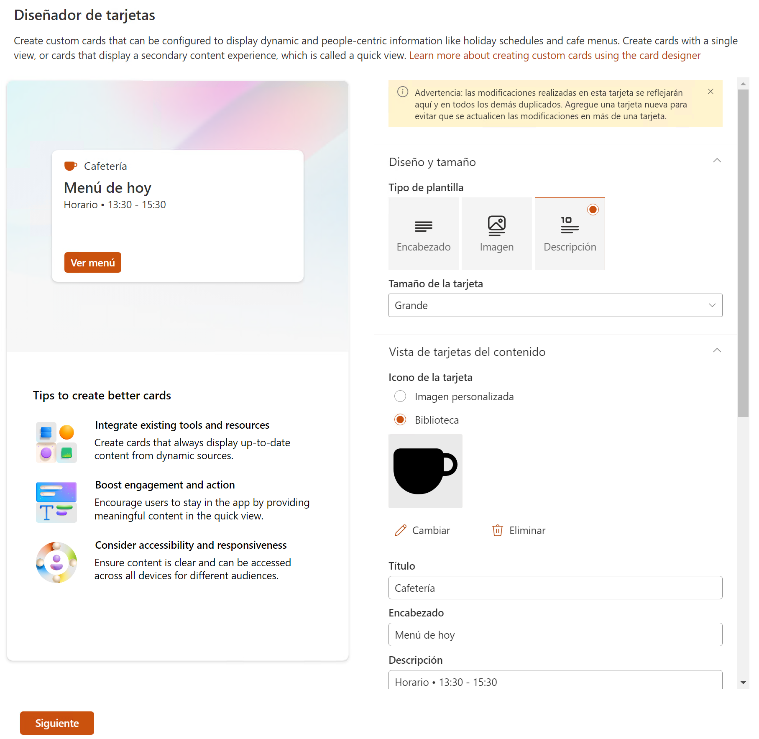 Diseñador de tarjetas
Create custom cards that can be configured to display dynamic and people-centric information like holiday schedules and cafe menus. Create cards with a single
view, or cards that display a secondary content experience, which is called a quick view. Learn more about creating custom cards using the card designer
Cafetería
Menú de hoy
Horario • 13:30 - 15:30
Ver menú
Tips to create better cards
Integrate existing tools and resources
Create cards that always display up-to-date
content from dynamic sources.
Boost engagement and action
Encourage users to stay in the app by providing
meaningful content in the quick view.
Consider accessibility and responsiveness
Ensure content is clear and can be accessed
across all devices for different audiences.
Advertencia: las modificaciones realizadas en esta tarjeta se reflejarán
aquí y en todos los demás duplicados. Agregue una tarjeta nueva para
evitar que se actualicen las modificaciones en más de una tarjeta.
Diseño y tamaño
Tipo de plantilla
Encabezado
Imagen
10
Descripción
Tamaño de la tarjeta
Grande
Vista de tarjetas del contenido
Icono de la tarjeta
Imagen personalizada
Biblioteca
Cambiar
Eliminar
Título
Cafetería
Encabezado
Menú de hoy
Descripción
Horario • 13:30 - 15:30
Siguiente